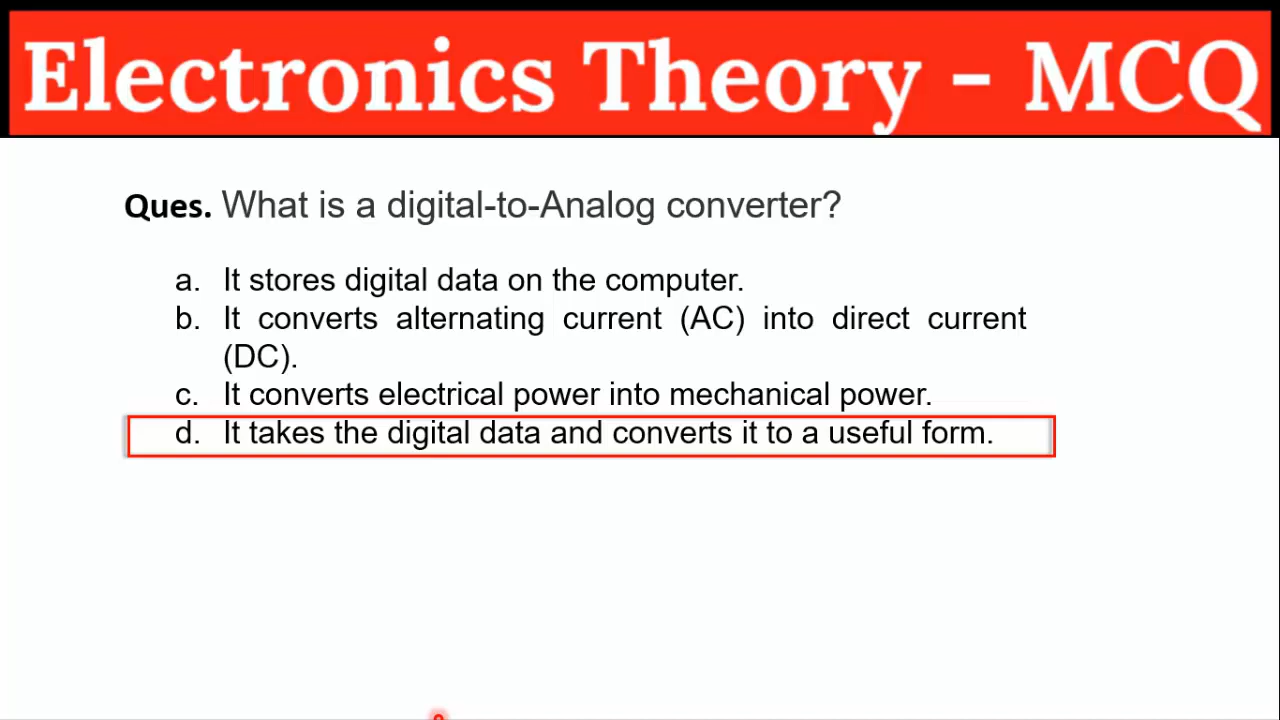 Electronics Theory - MCQ
Ques. What is a digital-to-Analog converter?
a. It stores digital data on the computer.
b. It converts alternating current (AC) into direct current
(DC).
c. It converts electrical power into mechanical power.
d. It takes the digital data and converts it to a useful form.